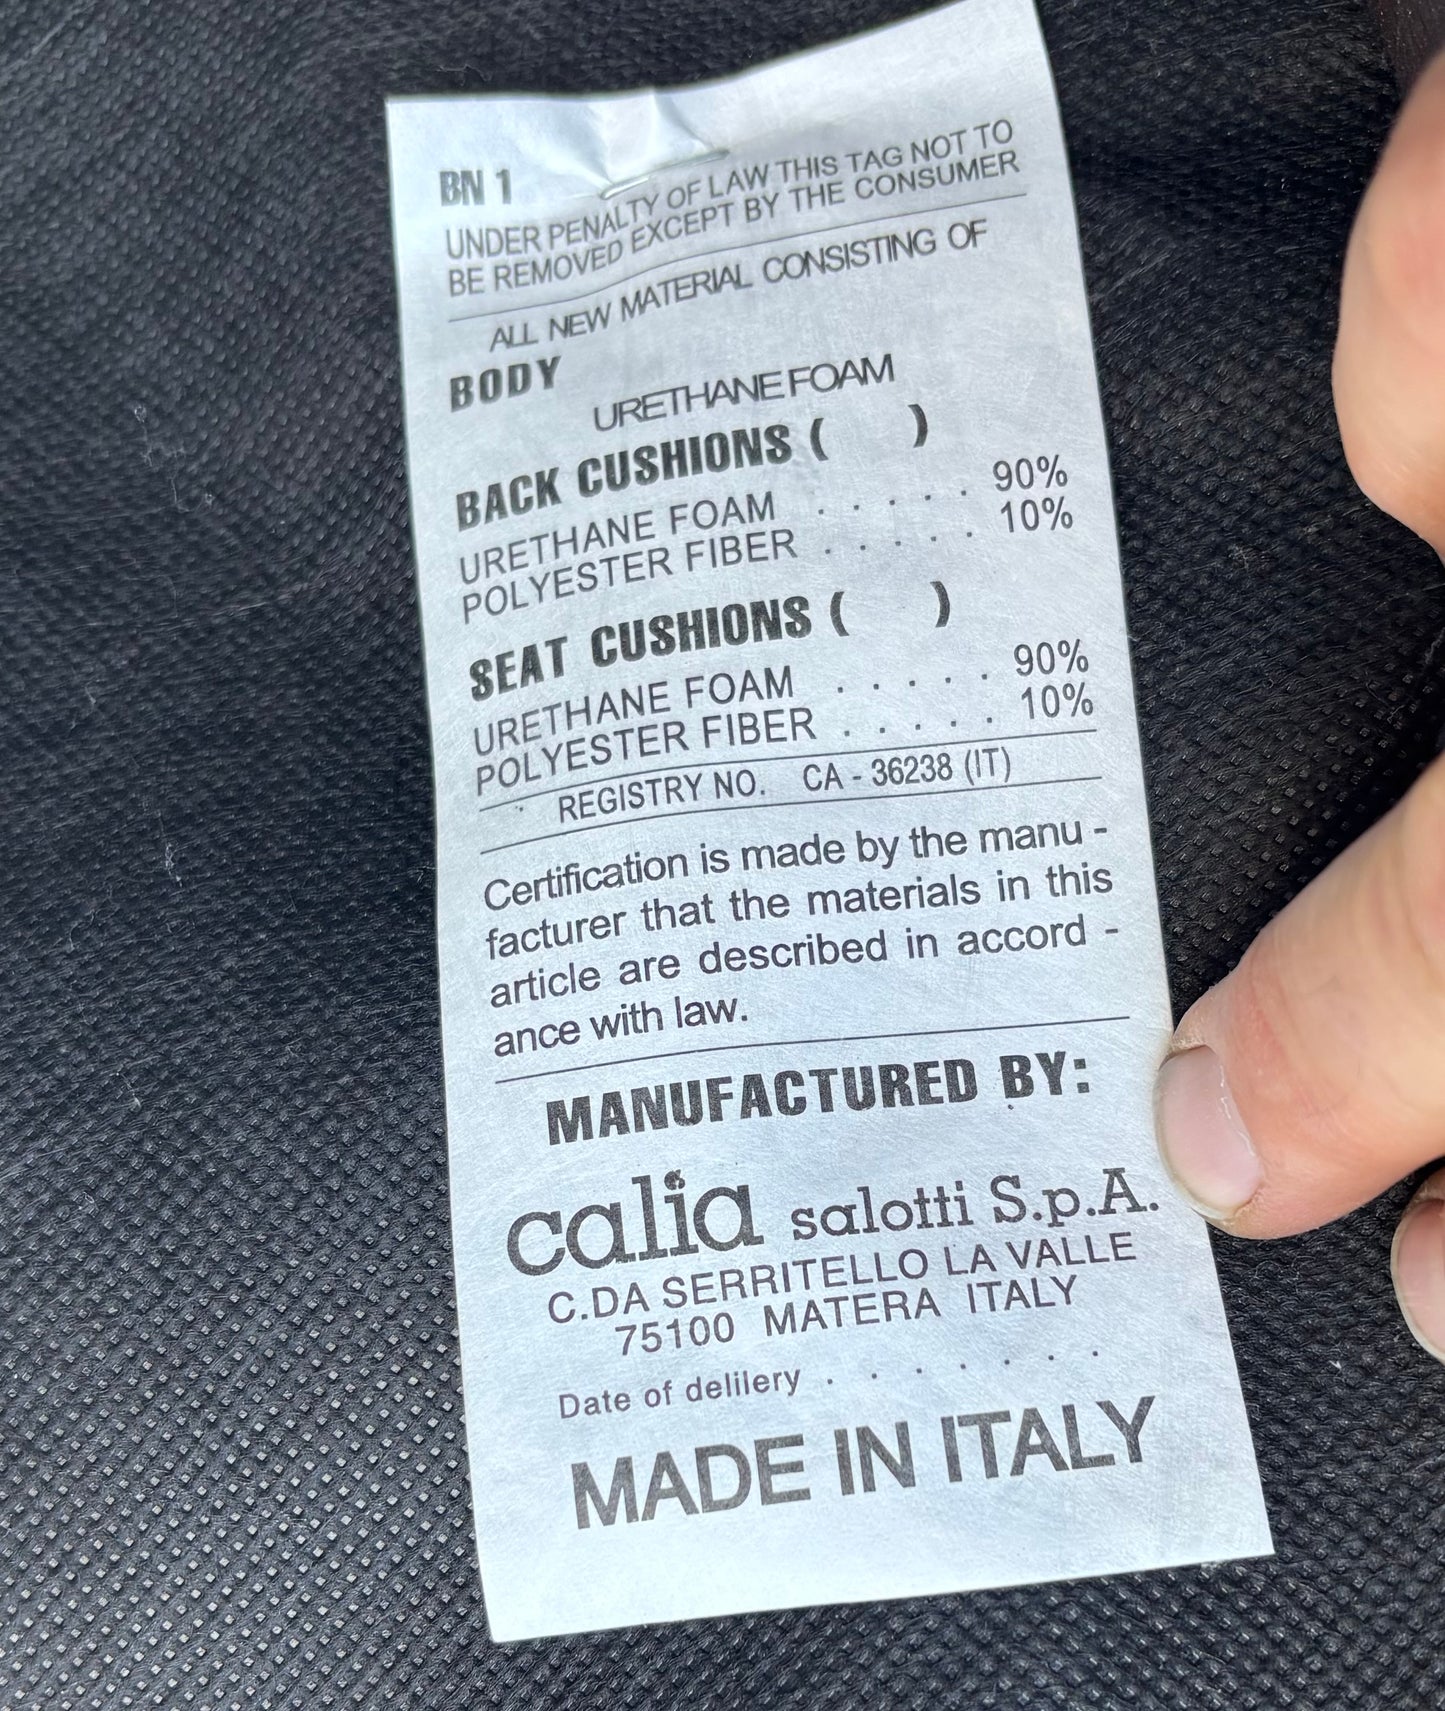 BN 1
UNDER PENALTY OF LAW THIS TAG NOT TO
BE REMOVED EXCEPT BY THE CONSUMER
ALL NEW MATERIAL CONSISTING OF
BODY
URETHANE FOAM
BACK CUSHIONS ( )
URETHANE FOAM . . . . . 90%
POLYESTER FIBER . . . . . 10%
SEAT CUSHIONS ( )
URETHANE FOAM . . . . . 90%
POLYESTER FIBER . . . . . 10%
REGISTRY NO. CA - 36238 (IT)
Certification is made by the manu -
facturer that the materials in this
article are described in accord -
ance with law.
MANUFACTURED BY:
calia salotti S.p.A.
C.DA SERRITELLO LA VALLE
75100 MATERA ITALY
Date of delilery . . . . . . .
MADE IN ITALY